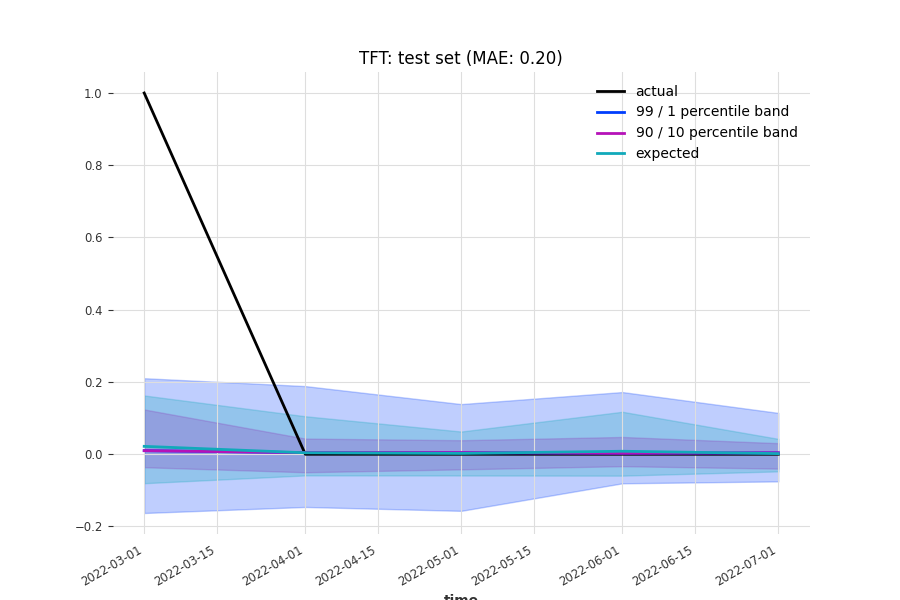 TFT: test set (MAE: 0.20)
actual
99 / 1 percentile band
90 / 10 percentile band
expected
1.0
0.8
0.6
0.4
0.2
0.0
−0.2
2022-03-01
2022-03-15
2022-04-01
2022-04-15
2022-05-01
2022-05-15
2022-06-01
2022-06-15
2022-07-01
time